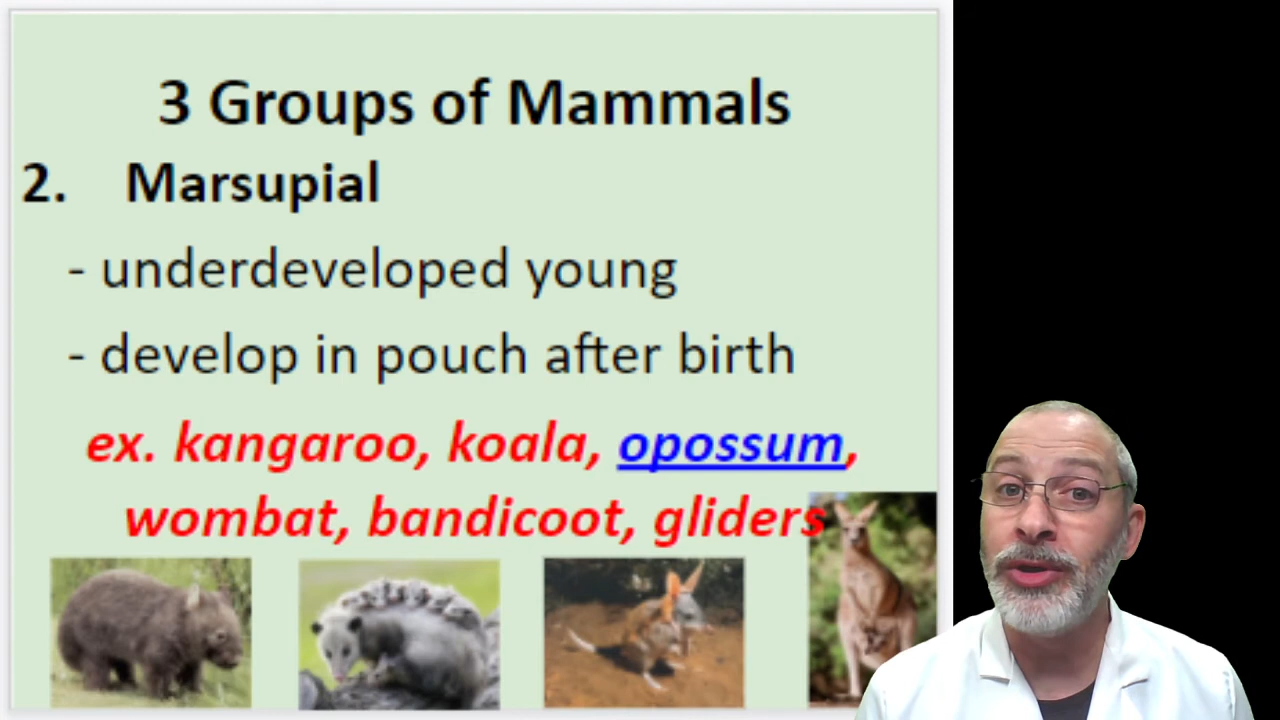 3 Groups of Mammals
2. Marsupial
- underdeveloped young
- develop in pouch after birth
ex. kangaroo, koala, opossum,
wombat, bandicoot, gliders